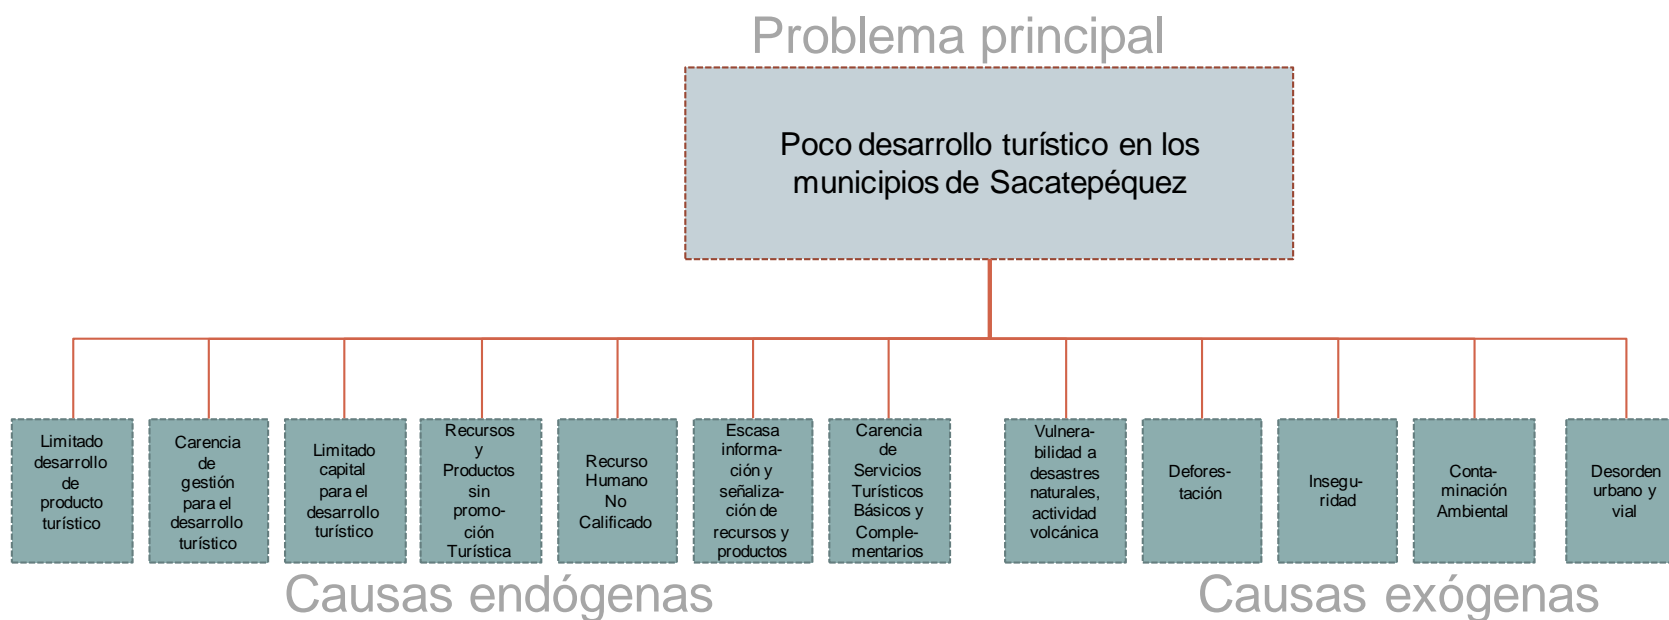 Problema principal
Poco desarrollo turístico en los
municipios de Sacatepéquez
Limitado
desarrollo
de
producto
turístico
Carencia
de
gestión
para el
desarrollo
turístico
Limitado
capital
para el
desarrollo
turístico
Recursos
y
Productos
sin
promo-
ción
Turística
Recurso
Humano
No
Calificado
Escasa
informa-
ción y
señaliza-
ción de
recursos y
productos
Carencia
de
Servicios
Turísticos
Básicos y
Comple-
mentarios
Vulnera-
bilidad a
desastres
naturales,
actividad
volcánica
Defores-
tación
Insegu-
ridad
Conta-
minación
Ambiental
Desorden
urbano y
vial
Causas endógenas
Causas exógenas